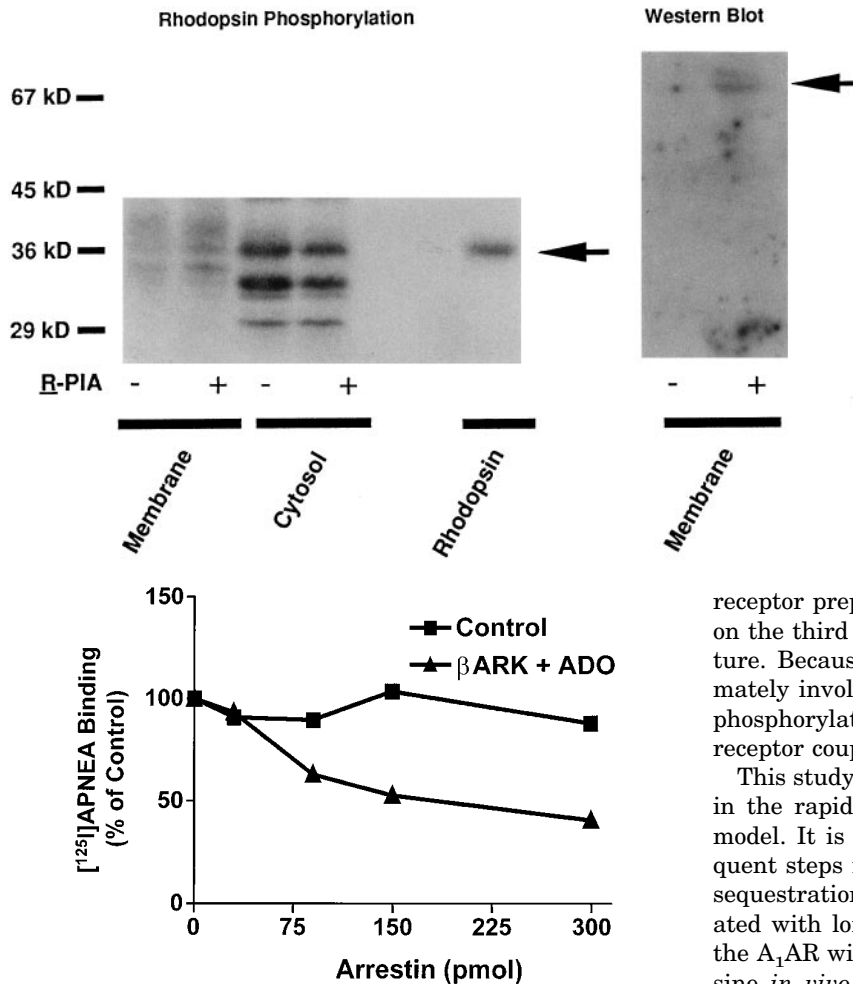 Rhodopsin Phosphorylation
Western Blot
67 kD
45 kD
36 kD
29 kD
R-PIA - + - + - +
Membrane
Cytosol
Rhodopsin
Membrane
150
100
50
0
[125I]APNEA Binding
(% of Control)
Control
βARK + ADO
0 75 150 225 300
Arrestin (pmol)
receptor prep
on the third
ture. Becaus
mately invol
phosphorylat
receptor coup
This study
in the rapid
model. It is
quent steps
sequestration
ated with lo
the A₁AR wi
sine in vivo